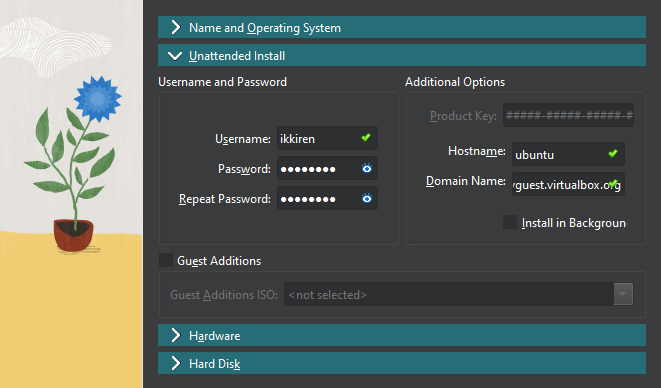 Name and Operating System
Unattended Install
Username and Password
Username: ikkiren
Password: ●●●●●●●●
Repeat Password: ●●●●●●●●
Additional Options
Product Key: #####-#####-#####-#
Hostname: ubuntu
Domain Name: yguest.virtualbox.org
Install in Backgroun
Guest Additions
Guest Additions ISO: <not selected>
Hardware
Hard Disk